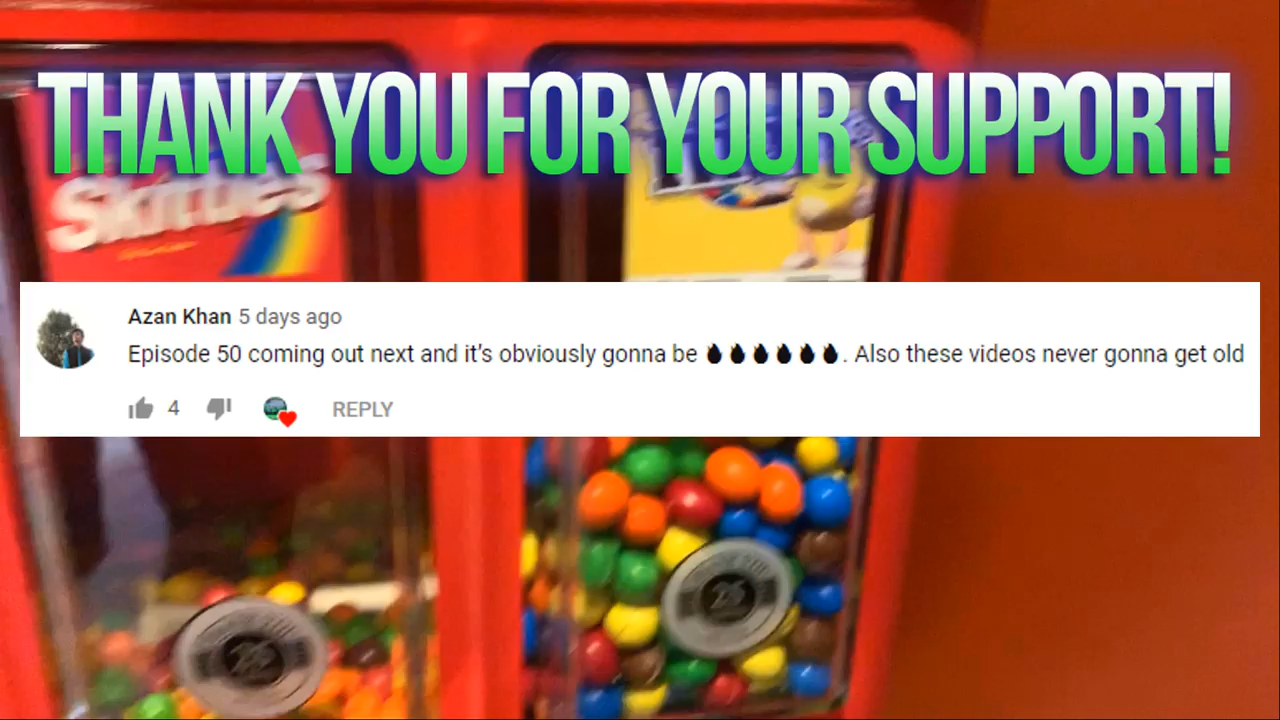 THANK YOU FOR YOUR SUPPORT!
Skittles
Azan Khan 5 days ago
Episode 50 coming out next and it's obviously gonna be 🔥🔥🔥🔥🔥🔥. Also these videos never gonna get old
4 REPLY
25